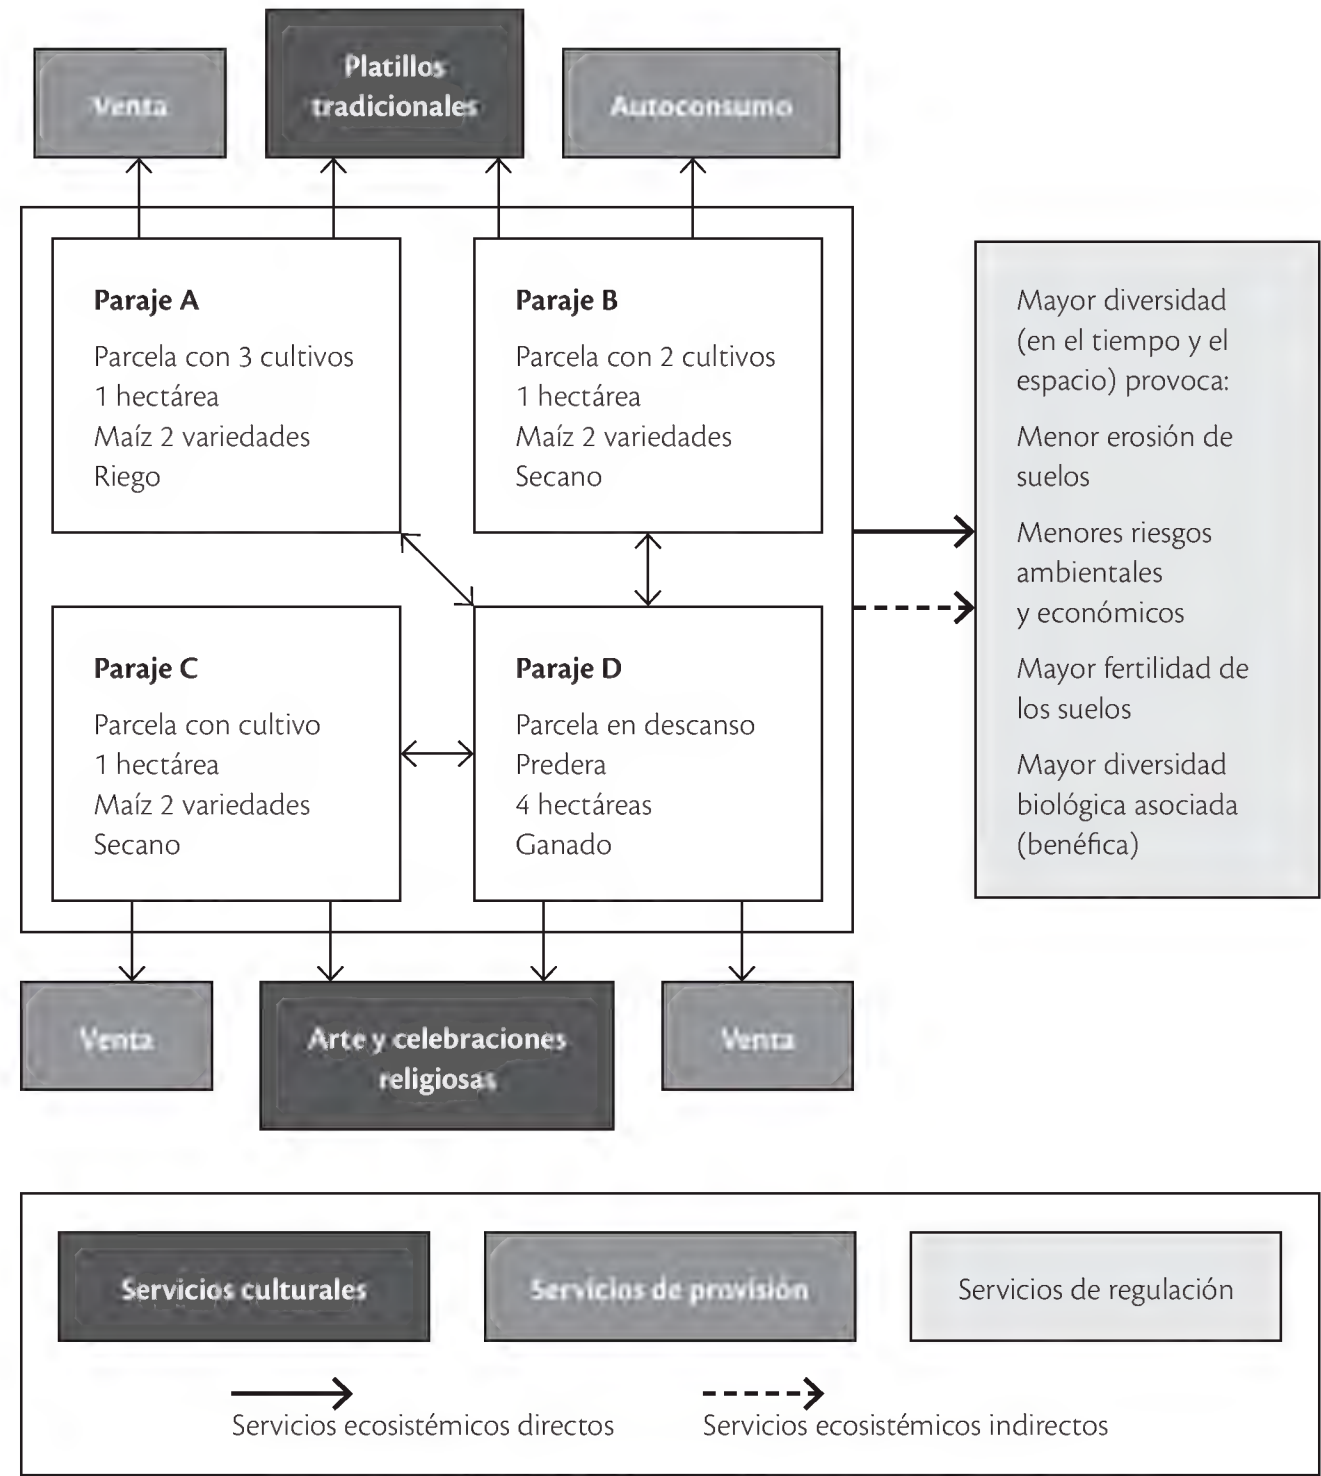 Venta
Platillos
tradicionales
Autoconsumo
Paraje A
Parcela con 3 cultivos
1 hectárea
Maíz 2 variedades
Riego
Paraje B
Parcela con 2 cultivos
1 hectárea
Maíz 2 variedades
Secano
Paraje C
Parcela con cultivo
1 hectárea
Maíz 2 variedades
Secano
Paraje D
Parcela en descanso
Predera
4 hectáreas
Ganado
Mayor diversidad
(en el tiempo y el
espacio) provoca:
Menor erosión de
suelos
Menores riesgos
ambientales
y económicos
Mayor fertilidad de
los suelos
Mayor diversidad
biológica asociada
(benéfica)
Venta
Arte y celebraciones
religiosas
Venta
Servicios culturales
Servicios de provisión
Servicios de regulación
Servicios ecosistémicos directos
Servicios ecosistémicos indirectos